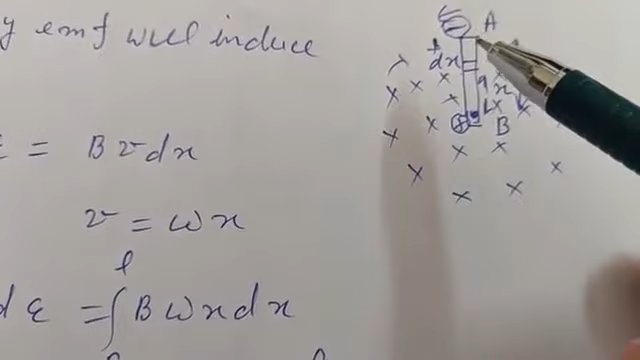 y emf will induce
A
dx
x
B
ε = B v dx
v = ωx
l
dε = ∫ B ω x dx